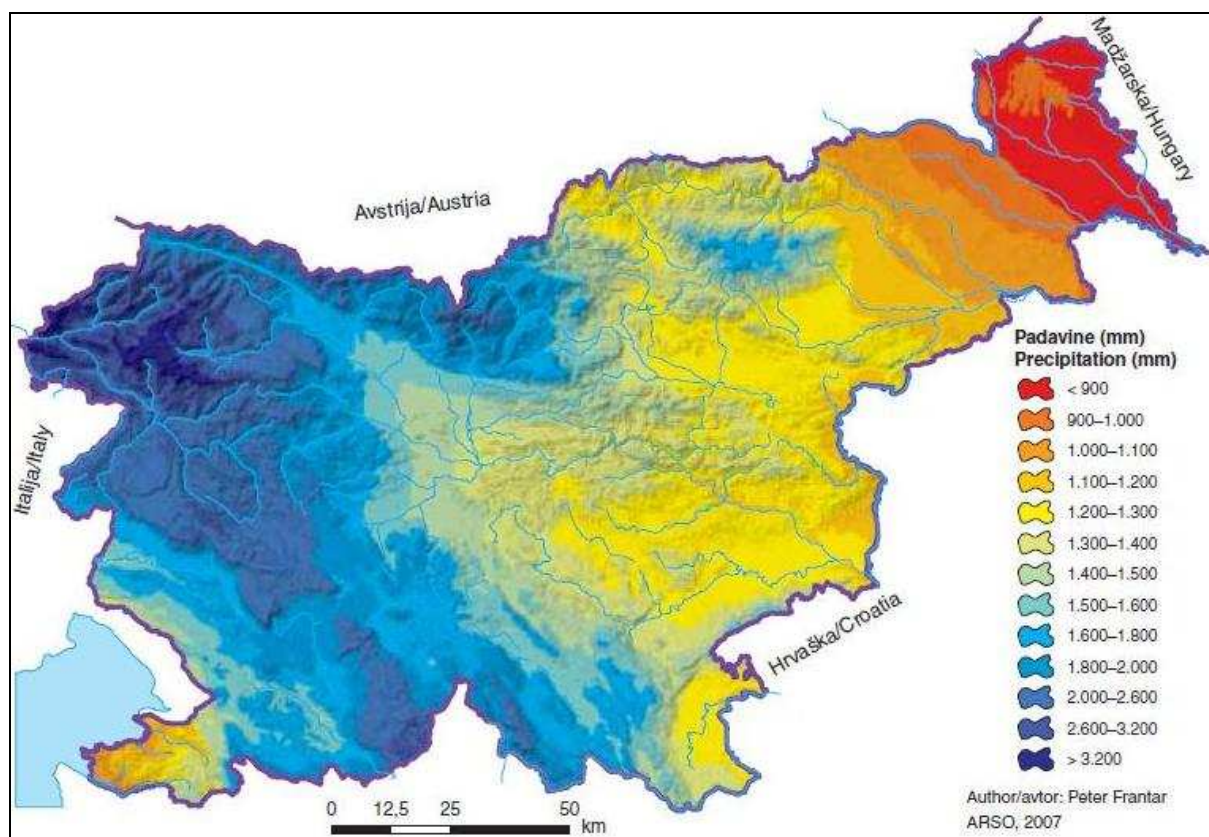 Madžarska/Hungary
Avstrija/Austria
Italija/Italy
Hrvaška/Croatia
Padavine (mm)
Precipitation (mm)
< 900
900–1.000
1.000–1.100
1.100–1.200
1.200–1.300
1.300–1.400
1.400–1.500
1.500–1.600
1.600–1.800
1.800–2.000
2.000–2.600
2.600–3.200
> 3.200
0 12,5 25 50
km
Author/avtor: Peter Frantar
ARSO, 2007